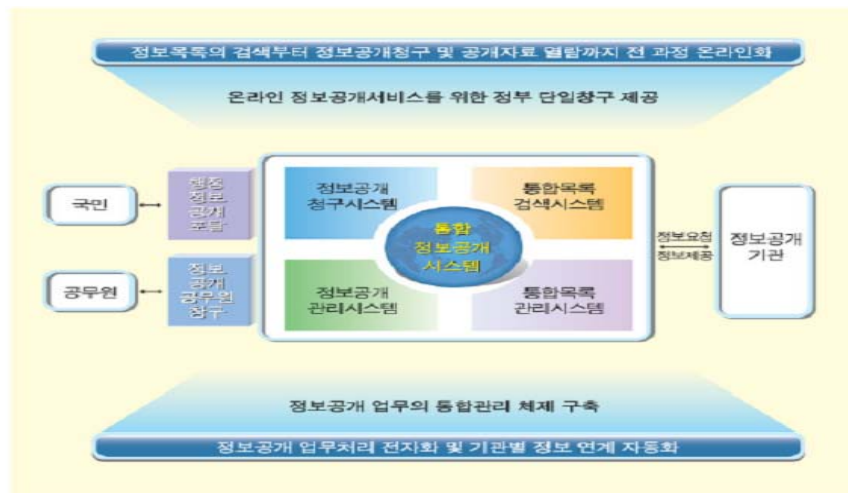 정보목록의 검색부터 정보공개청구 및 공개자료 열람까지 전 과정 온라인화
온라인 정보공개서비스를 위한 정부 단일창구 제공
국민
행정
정보
공개
포탈
공무원
정보
공개
공무원
창구
정보공개
청구시스템
통합목록
검색시스템
통합
정보공개
시스템
정보공개
관리시스템
통합목록
관리시스템
정보요청
정보제공
정보공개
기관
정보공개 업무의 통합관리 체제 구축
정보공개 업무처리 전자화 및 기관별 정보 연계 자동화